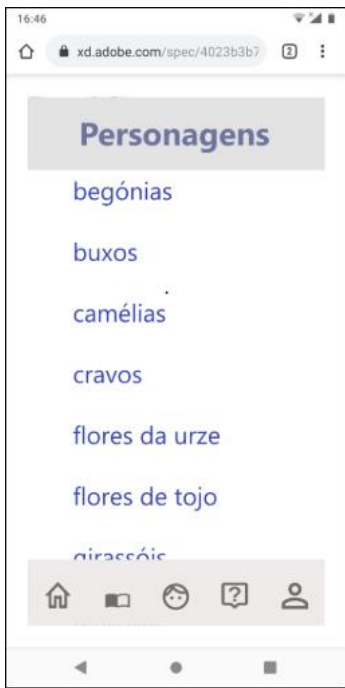 16:46
xd.adobe.com/spec/4023b3b7
2
Personagens
begónias
buxos
camélias
cravos
flores da urze
flores de tojo
girassóis
?